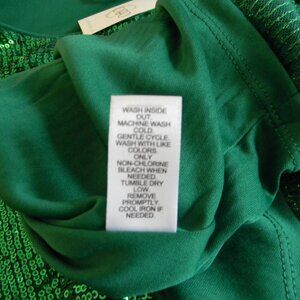 WASH INSIDE
OUT.
MACHINE WASH
COLD.
GENTLE CYCLE.
WASH WITH LIKE
COLORS.
ONLY
NON-CHLORINE
BLEACH WHEN
NEEDED.
TUMBLE DRY
LOW.
REMOVE
PROMPTLY.
COOL IRON IF
NEEDED.